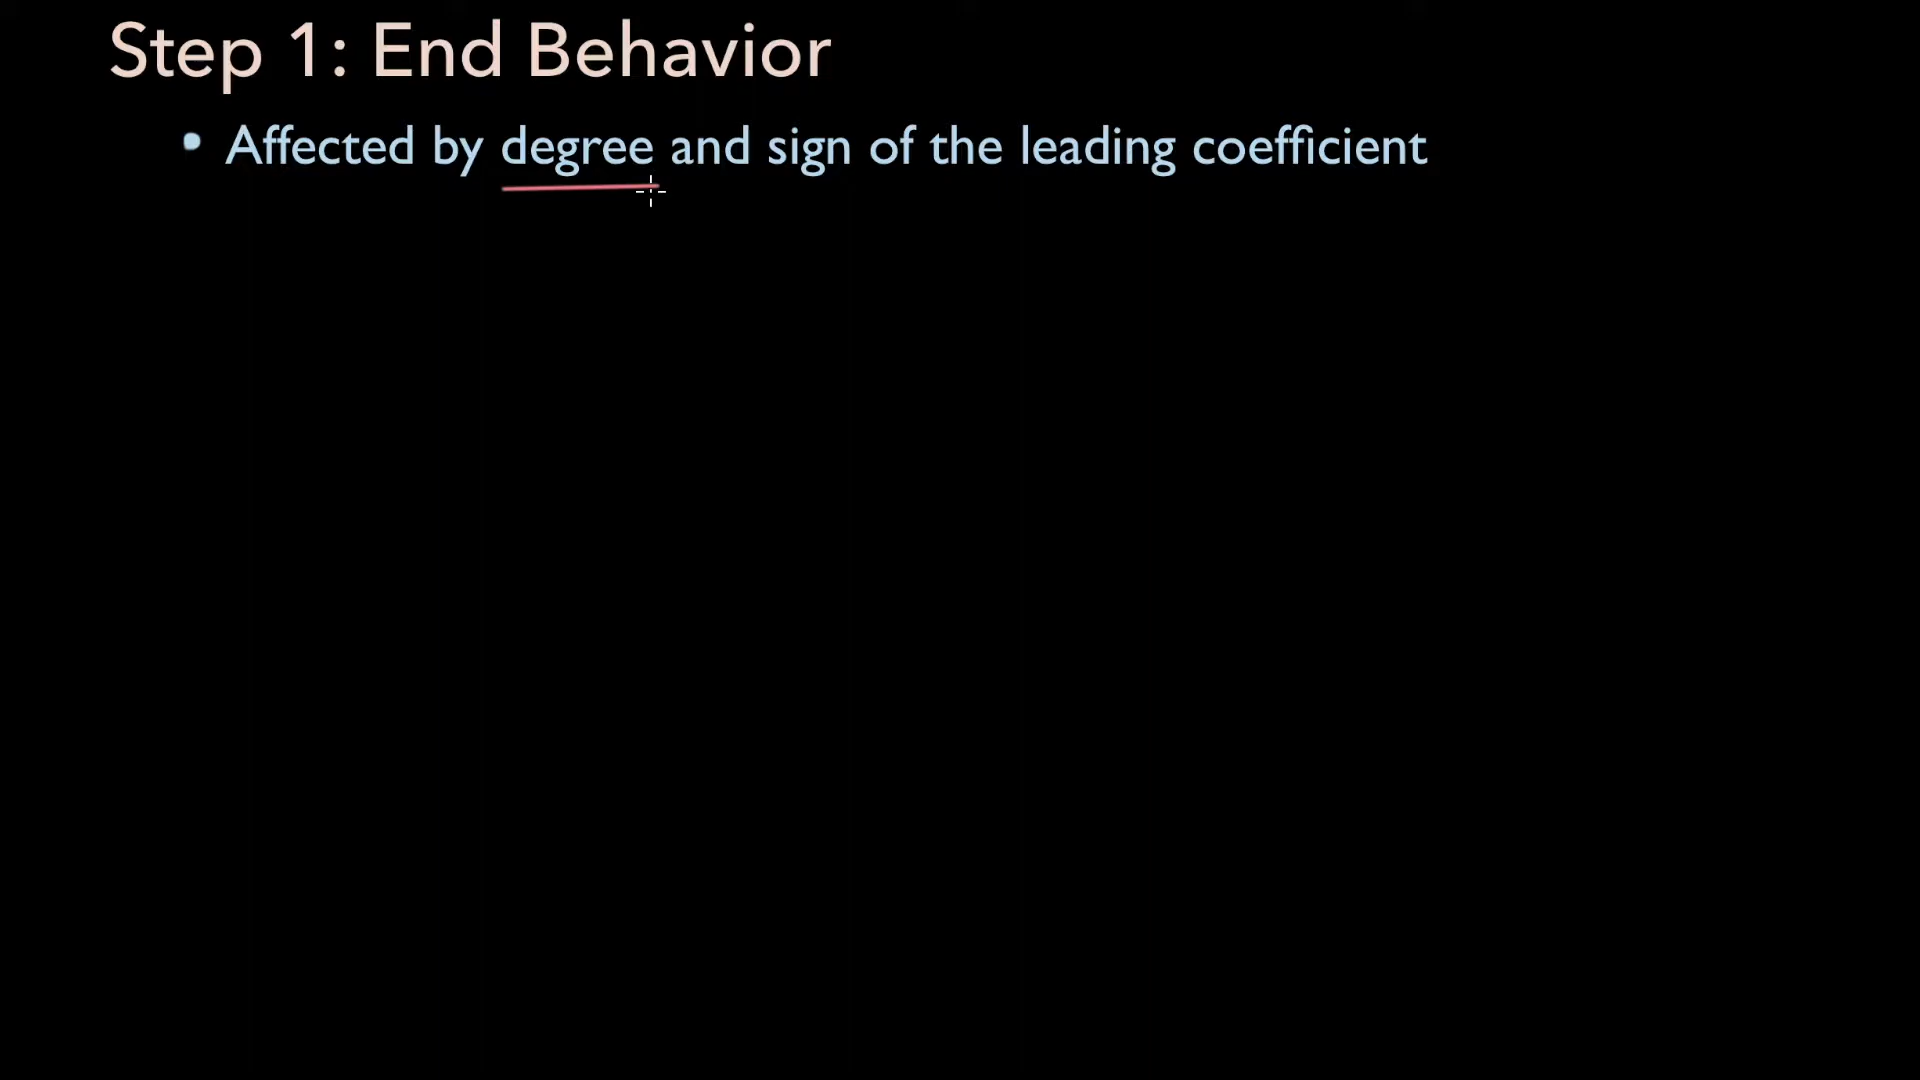 Step 1: End Behavior
• Affected by degree and sign of the leading coefficient